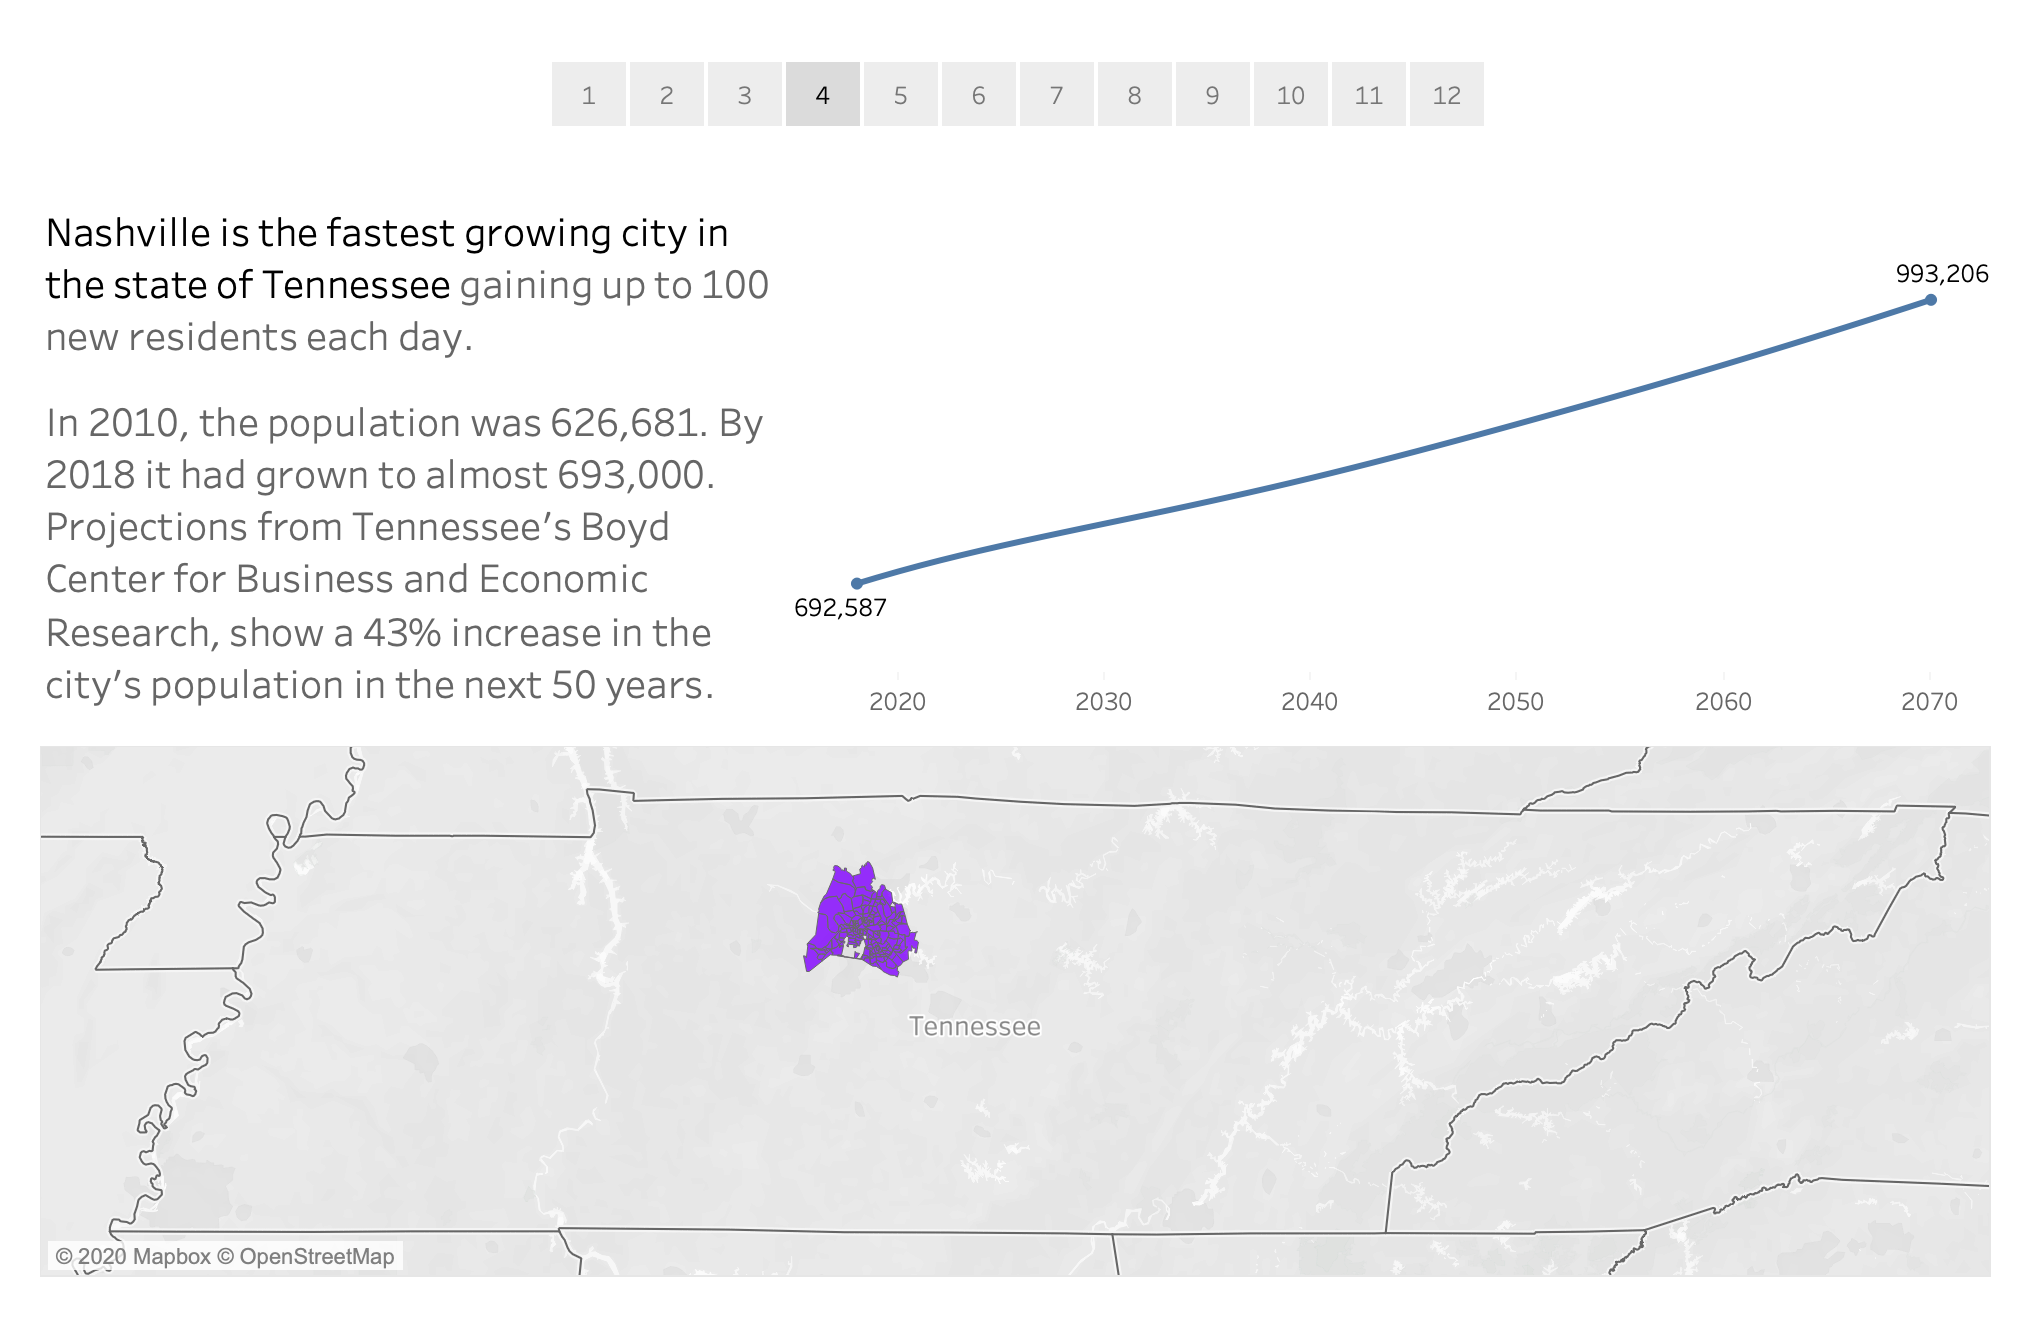 1 2 3 4 5 6 7 8 9 10 11 12
Nashville is the fastest growing city in
the state of Tennessee gaining up to 100
new residents each day.
In 2010, the population was 626,681. By
2018 it had grown to almost 693,000.
Projections from Tennessee’s Boyd
Center for Business and Economic
Research, show a 43% increase in the
city’s population in the next 50 years.
993,206
692,587
2020 2030 2040 2050 2060 2070
Tennessee
© 2020 Mapbox © OpenStreetMap